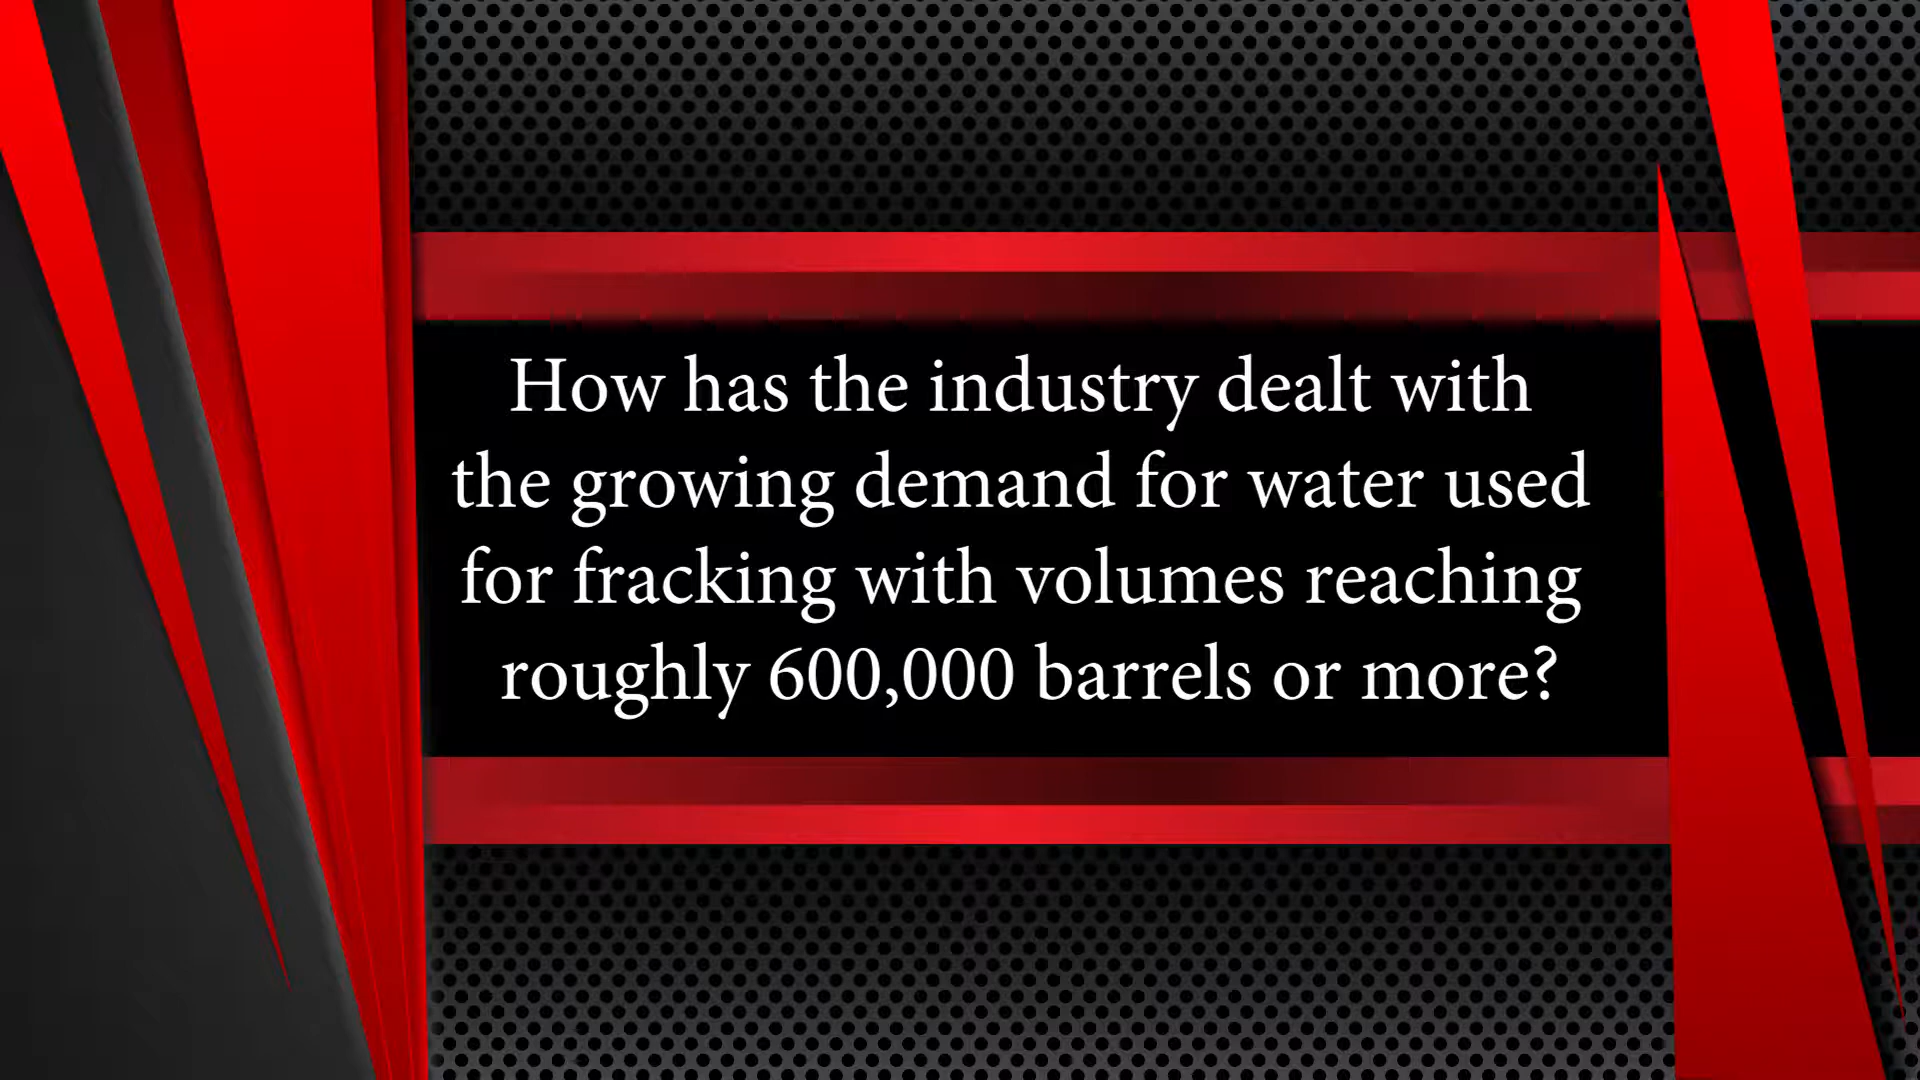 How has the industry dealt with
the growing demand for water used
for fracking with volumes reaching
roughly 600,000 barrels or more?